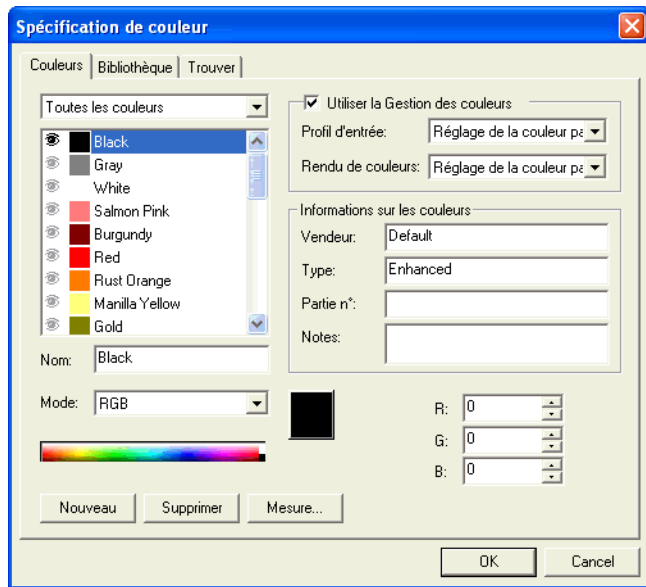 Spécification de couleur
Couleurs
Bibliothèque
Trouver
Toutes les couleurs
Black
Gray
White
Salmon Pink
Burgundy
Red
Rust Orange
Manilla Yellow
Gold
Nom:
Black
Mode:
RGB
Nouveau
Supprimer
Mesure...
Utiliser la Gestion des couleurs
Profil d'entrée:
Réglage de la couleur pa
Rendu de couleurs:
Réglage de la couleur pa
Informations sur les couleurs
Vendeur:
Default
Type:
Enhanced
Partie n°:
Notes:
R:
0
G:
0
B:
0
OK
Cancel